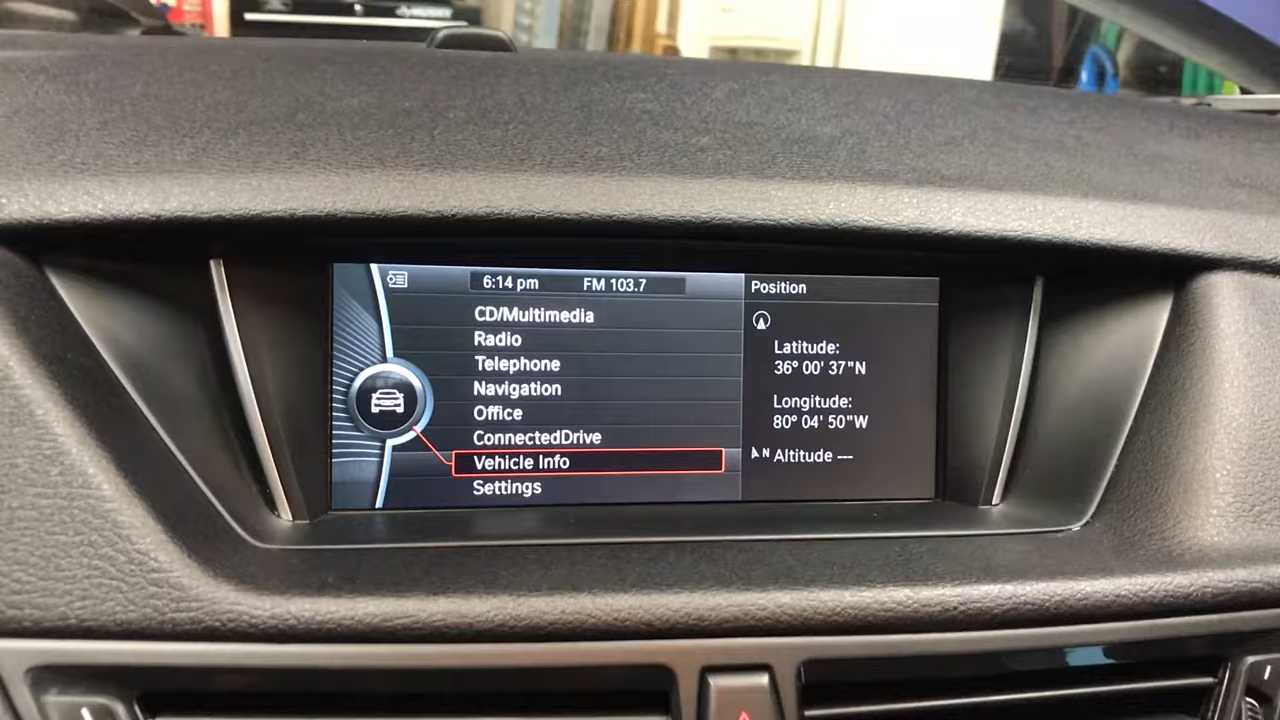 6:14 pm FM 103.7
CD/Multimedia
Radio
Telephone
Navigation
Office
ConnectedDrive
Vehicle Info
Settings
Position
Latitude:
36° 00' 37"N
Longitude:
80° 04' 50"W
N Altitude ---